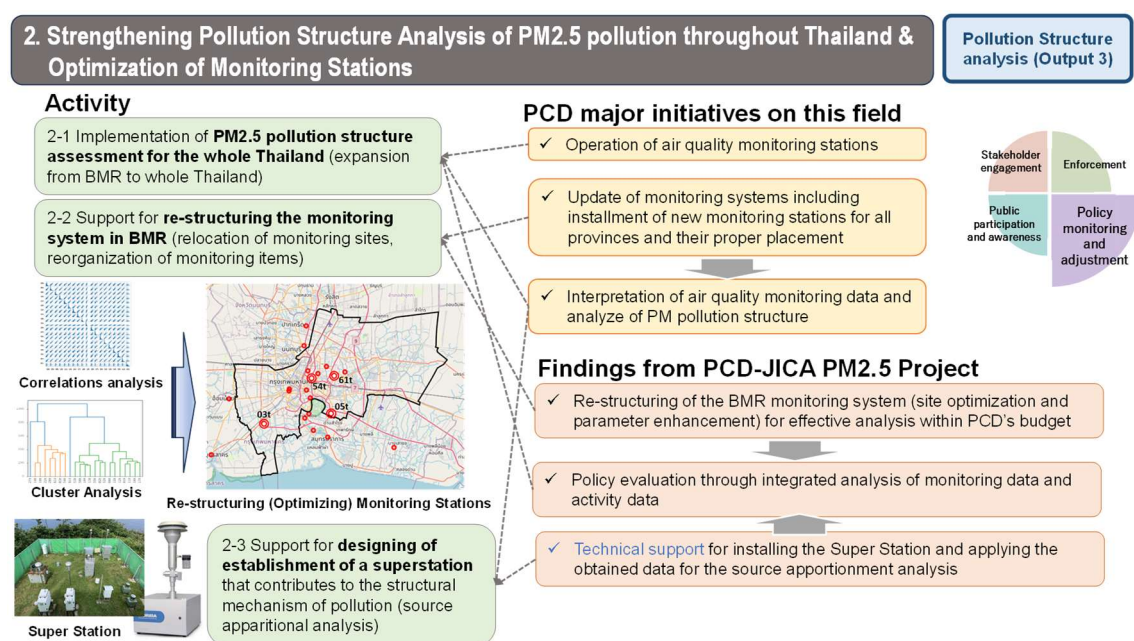 2. Strengthening Pollution Structure Analysis of PM2.5 pollution throughout Thailand &
Optimization of Monitoring Stations
Pollution Structure
analysis (Output 3)
Activity
2-1 Implementation of PM2.5 pollution structure
assessment for the whole Thailand (expansion
from BMR to whole Thailand)
2-2 Support for re-structuring the monitoring
system in BMR (relocation of monitoring sites,
reorganization of monitoring items)
Correlations analysis
Cluster Analysis
54t
61t
03t
05t
Re-structuring (Optimizing) Monitoring Stations
2-3 Support for designing of
establishment of a superstation
that contributes to the structural
mechanism of pollution (source
apparitional analysis)
Super Station
PCD major initiatives on this field
✓ Operation of air quality monitoring stations
✓ Update of monitoring systems including
installment of new monitoring stations for all
provinces and their proper placement
✓ Interpretation of air quality monitoring data and
analyze of PM pollution structure
Stakeholder
engagement
Enforcement
Public
participation
and awareness
Policy
monitoring
and
adjustment
Findings from PCD-JICA PM2.5 Project
✓ Re-structuring of the BMR monitoring system (site optimization and
parameter enhancement) for effective analysis within PCD's budget
✓ Policy evaluation through integrated analysis of monitoring data and
activity data
✓ Technical support for installing the Super Station and applying the
obtained data for the source apportionment analysis